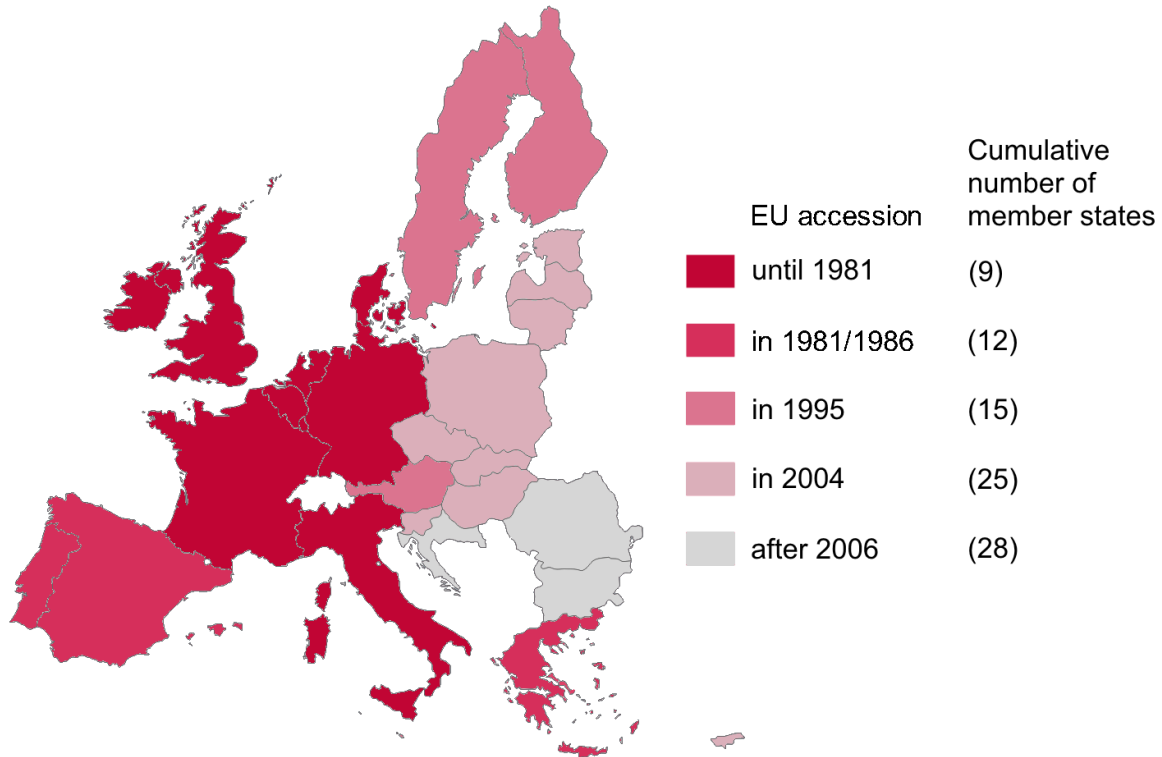 EU accession
Cumulative
number of
member states
until 1981 (9)
in 1981/1986 (12)
in 1995 (15)
in 2004 (25)
after 2006 (28)